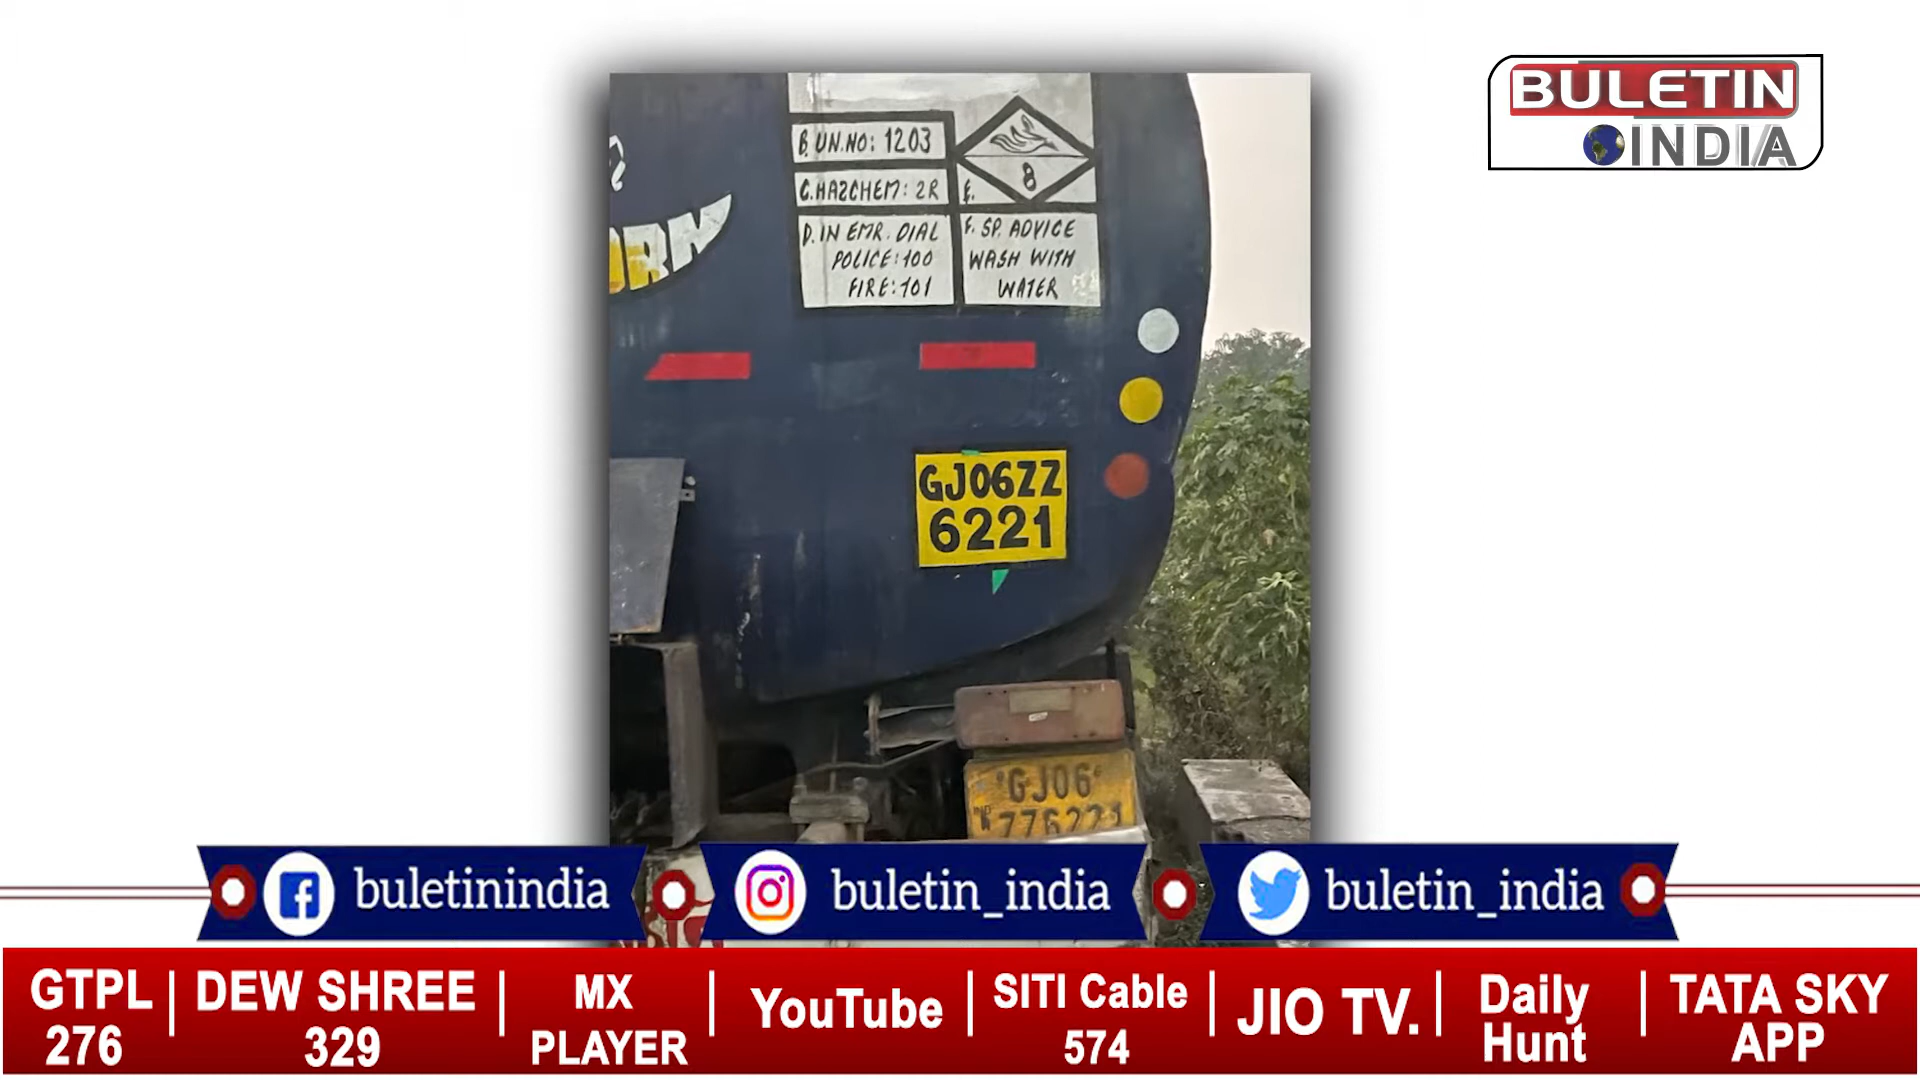 BULETIN
INDIA
B. UN.NO: 1203
C. HAZCHEM: 2R
D. IN EMR. DIAL
POLICE: 100
FIRE: 101
8
E.
F. SP. ADVICE
WASH WITH
WATER
ORN
GJ06ZZ
6221
GJ06
ZZ6221
buletinindia
buletin_india
buletin_india
GTPL
276
DEW SHREE
329
MX
PLAYER
YouTube
SITI Cable
574
JIO TV.
Daily
Hunt
TATA SKY
APP